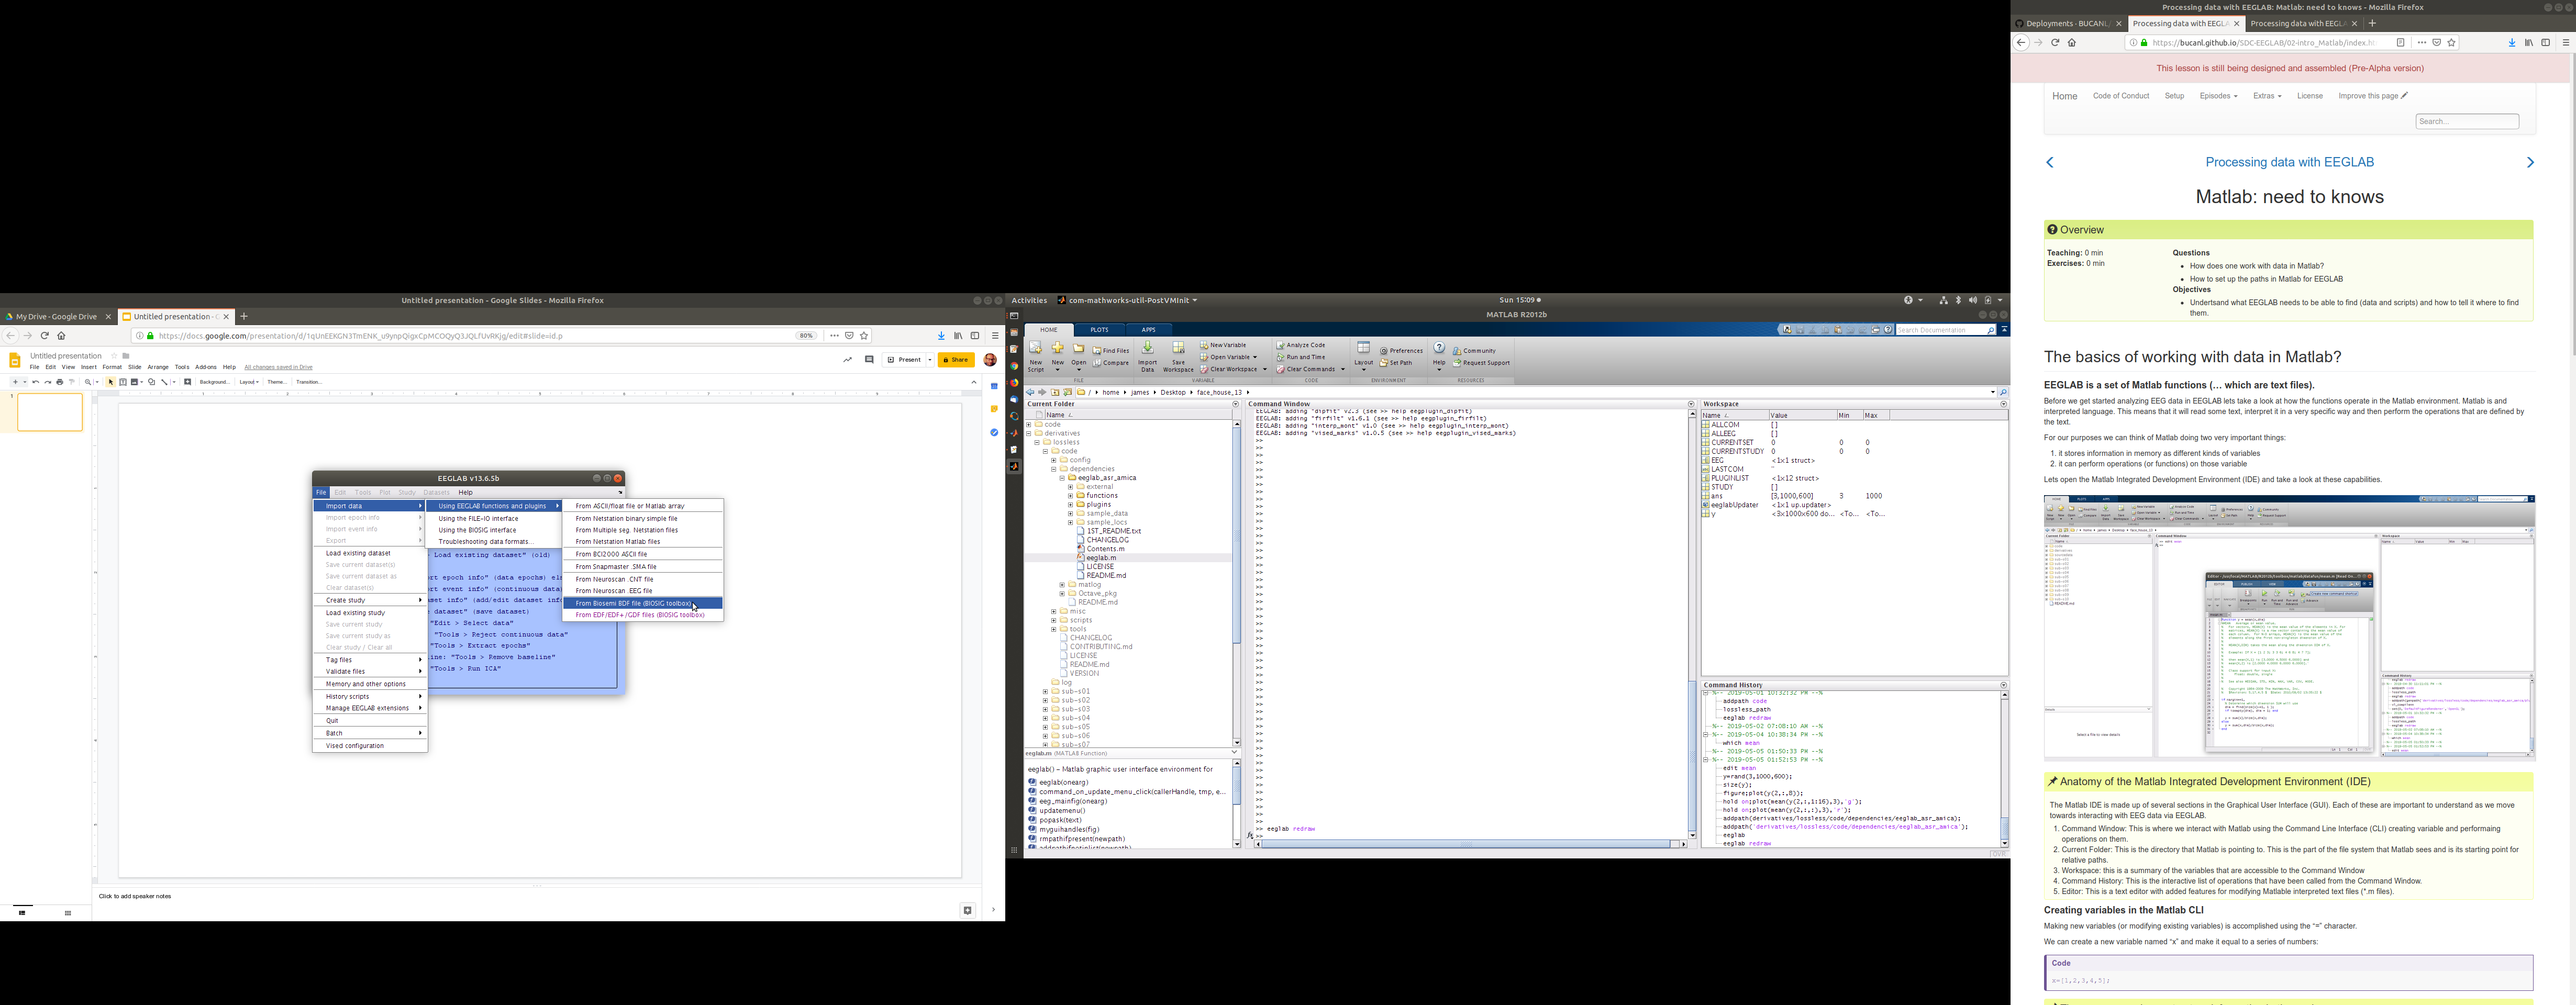 Untitled presentation - Google Slides - Mozilla Firefox
My Drive - Google Drive
Untitled presentation -
https://docs.google.com/presentation/d/1qUnEEKGN3TmENK_u9ynpQigxCpMCOQyQ3JQLfUvRKjg/edit#slide=id.p
80%
Untitled presentation
Present
Share
File Edit View Insert Format Slide Arrange Tools Add-ons Help All changes saved in Drive
Background... Layout Theme... Transition...
1
EEGLAB v13.6.5b
File Edit Tools Plot Study Datasets Help
Import data
Import epoch info
Import event info
Export
Load existing dataset
Save current dataset(s)
Save current dataset as
Clear dataset(s)
Create study
Load existing study
Save current study
Save current study as
Clear study / Clear all
Tag files
Validate files
Memory and other options
History scripts
Manage EEGLAB extensions
Quit
Batch
Vised configuration
Using EEGLAB functions and plugins
Using the FILE-IO interface
Using the BIOSIG interface
Troubleshooting data formats...
From ASCII/float file or Matlab array
From Netstation binary simple file
From Multiple seg. Netstation files
From Netstation Matlab files
From BCI2000 ASCII file
From Snapmaster .SMA file
From Neuroscan .CNT file
From Neuroscan .EEG file
From Biosemi BDF file (BIOSIG toolbox)
From EDF/EDF+/GDF files (BIOSIG toolbox)
Load existing dataset" (old)
rt epoch info" (data epochs) els
rt event info" (continuous data)
set info" (add/edit dataset inf
dataset" (save dataset)
"Edit > Select data"
"Tools > Reject continuous data"
"Tools > Extract epochs"
line: "Tools > Remove baseline"
"Tools > Run ICA"
Click to add speaker notes
Activities com-mathworks-util-PostVMInit
Sun 15:09
MATLAB R2012b
HOME PLOTS APPS
Search Documentation
New Script
New
Open
Find Files
Compare
Import Data
Save Workspace
New Variable
Open Variable
Clear Workspace
Analyze Code
Run and Time
Clear Commands
Layout
Preferences
Set Path
Help
Community
Request Support
FILE VARIABLE CODE ENVIRONMENT RESOURCES
/ home james Desktop face_house_13
Current Folder
Name
code
derivatives
lossless
code
config
dependencies
eeglab_asr_amica
external
functions
plugins
sample_data
sample_locs
1ST_README.txt
CHANGELOG
Contents.m
eeglab.m
LICENSE
README.md
matlog
Octave_pkg
README.md
misc
scripts
tools
CHANGELOG
CONTRIBUTING.md
LICENSE
README.md
VERSION
log
sub-s01
sub-s02
sub-s03
sub-s04
sub-s05
sub-s06
sub-s07
eeglab.m (MATLAB Function)
eeglab() - Matlab graphic user interface environment for
eeglab(onearg)
command_on_update_menu_click(callerHandle, tmp, e...
eeg_mainfig(onearg)
updatemenu()
popask(text)
myguihandles(fig)
rmpathifpresent(newpath)
addpathifnotinlist(newpath)
Command Window
EEGLAB: adding "dipfit" v2.3 (see >> help eegplugin_dipfit)
EEGLAB: adding "firfilt" v1.6.1 (see >> help eegplugin_firfilt)
EEGLAB: adding "interp_mont" v1.0 (see >> help eegplugin_interp_mont)
EEGLAB: adding "vised_marks" v1.0.5 (see >> help eegplugin_vised_marks)
>> eeglab redraw
>>
Workspace
Name Value Min Max
ALLCOM []
ALLEEG []
CURRENTSET 0 0 0
CURRENTSTUDY 0 0 0
EEG <1x1 struct>
LASTCOM ''
PLUGINLIST <1x12 struct>
STUDY []
ans [3,1000,600] 3 1000
eeglabUpdater <1x1 up.updater>
y <3x1000x600 do... <To... <To...
Command History
%-- 2019-05-01 10:32:32 PM --%
addpath code
lossless_path
eeglab redraw
%-- 2019-05-02 07:08:10 AM --%
%-- 2019-05-04 10:38:34 PM --%
which mean
%-- 2019-05-05 01:50:33 PM --%
%-- 2019-05-05 01:52:53 PM --%
edit mean
y=rand(3,1000,600);
size(y);
figure;plot(y(2,:,8));
hold on;plot(mean(y(2,:,1:16),3),'g');
hold on;plot(mean(y(2,:,:),3),'r');
addpath(derivatives/lossless/code/dependencies/eeglab_asr_amica);
addpath('derivatives/lossless/code/dependencies/eeglab_asr_amica');
eeglab
eeglab redraw
OVR
Processing data with EEGLAB: Matlab: need to knows - Mozilla Firefox
Deployments - BUCANL/
Processing data with EEGLA
Processing data with EEGL
https://bucanl.github.io/SDC-EEGLAB/02-intro_Matlab/index.h
This lesson is still being designed and assembled (Pre-Alpha version)
Home Code of Conduct Setup Episodes Extras License Improve this page
Search...
Processing data with EEGLAB
Matlab: need to knows
Overview
Teaching: 0 min
Exercises: 0 min
Questions
How does one work with data in Matlab?
How to set up the paths in Matlab for EEGLAB
Objectives
Undertsand what EEGLAB needs to be able to find (data and scripts) and how to tell it where to find
them.
The basics of working with data in Matlab?
EEGLAB is a set of Matlab functions (… which are text files).
Before we get started analyzing EEG data in EEGLAB lets take a look at how the functions operate in the Matlab environment. Matlab is and
interpreted language. This means that it will read some text, interpret it in a very specific way and then perform the operations that are defined by
the text.
For our purposes we can think of Matlab doing two very important things:
1. it stores information in memory as different kinds of variables
2. it can perform operations (or functions) on those variable
Lets open the Matlab Integrated Development Environment (IDE) and take a look at these capabilities.
Anatomy of the Matlab Integrated Development Environment (IDE)
The Matlab IDE is made up of several sections in the Graphical User Interface (GUI). Each of these are important to understand as we move
towards interacting with EEG data via EEGLAB.
1. Command Window: This is where we interact with Matlab using the Command Line Interface (CLI) creating variable and performaing
operations on them.
2. Current Folder: This is the directory that Matlab is pointing to. This is the part of the file system that Matlab sees and is its starting point for
relative paths.
3. Workspace: this is a summary of the variables that are accessible to the Command Window
4. Command History: This is the interactive list of operations that have been called from the Command Window.
5. Editor: This is a text editor with added features for modifying Matlable interpreted text files (*.m files).
Creating variables in the Matlab CLI
Making new variables (or modifying existing variables) is accomplished using the “=” character.
We can create a new variable named “x” and make it equal to a series of numbers:
Code
x=[1,2,3,4,5];